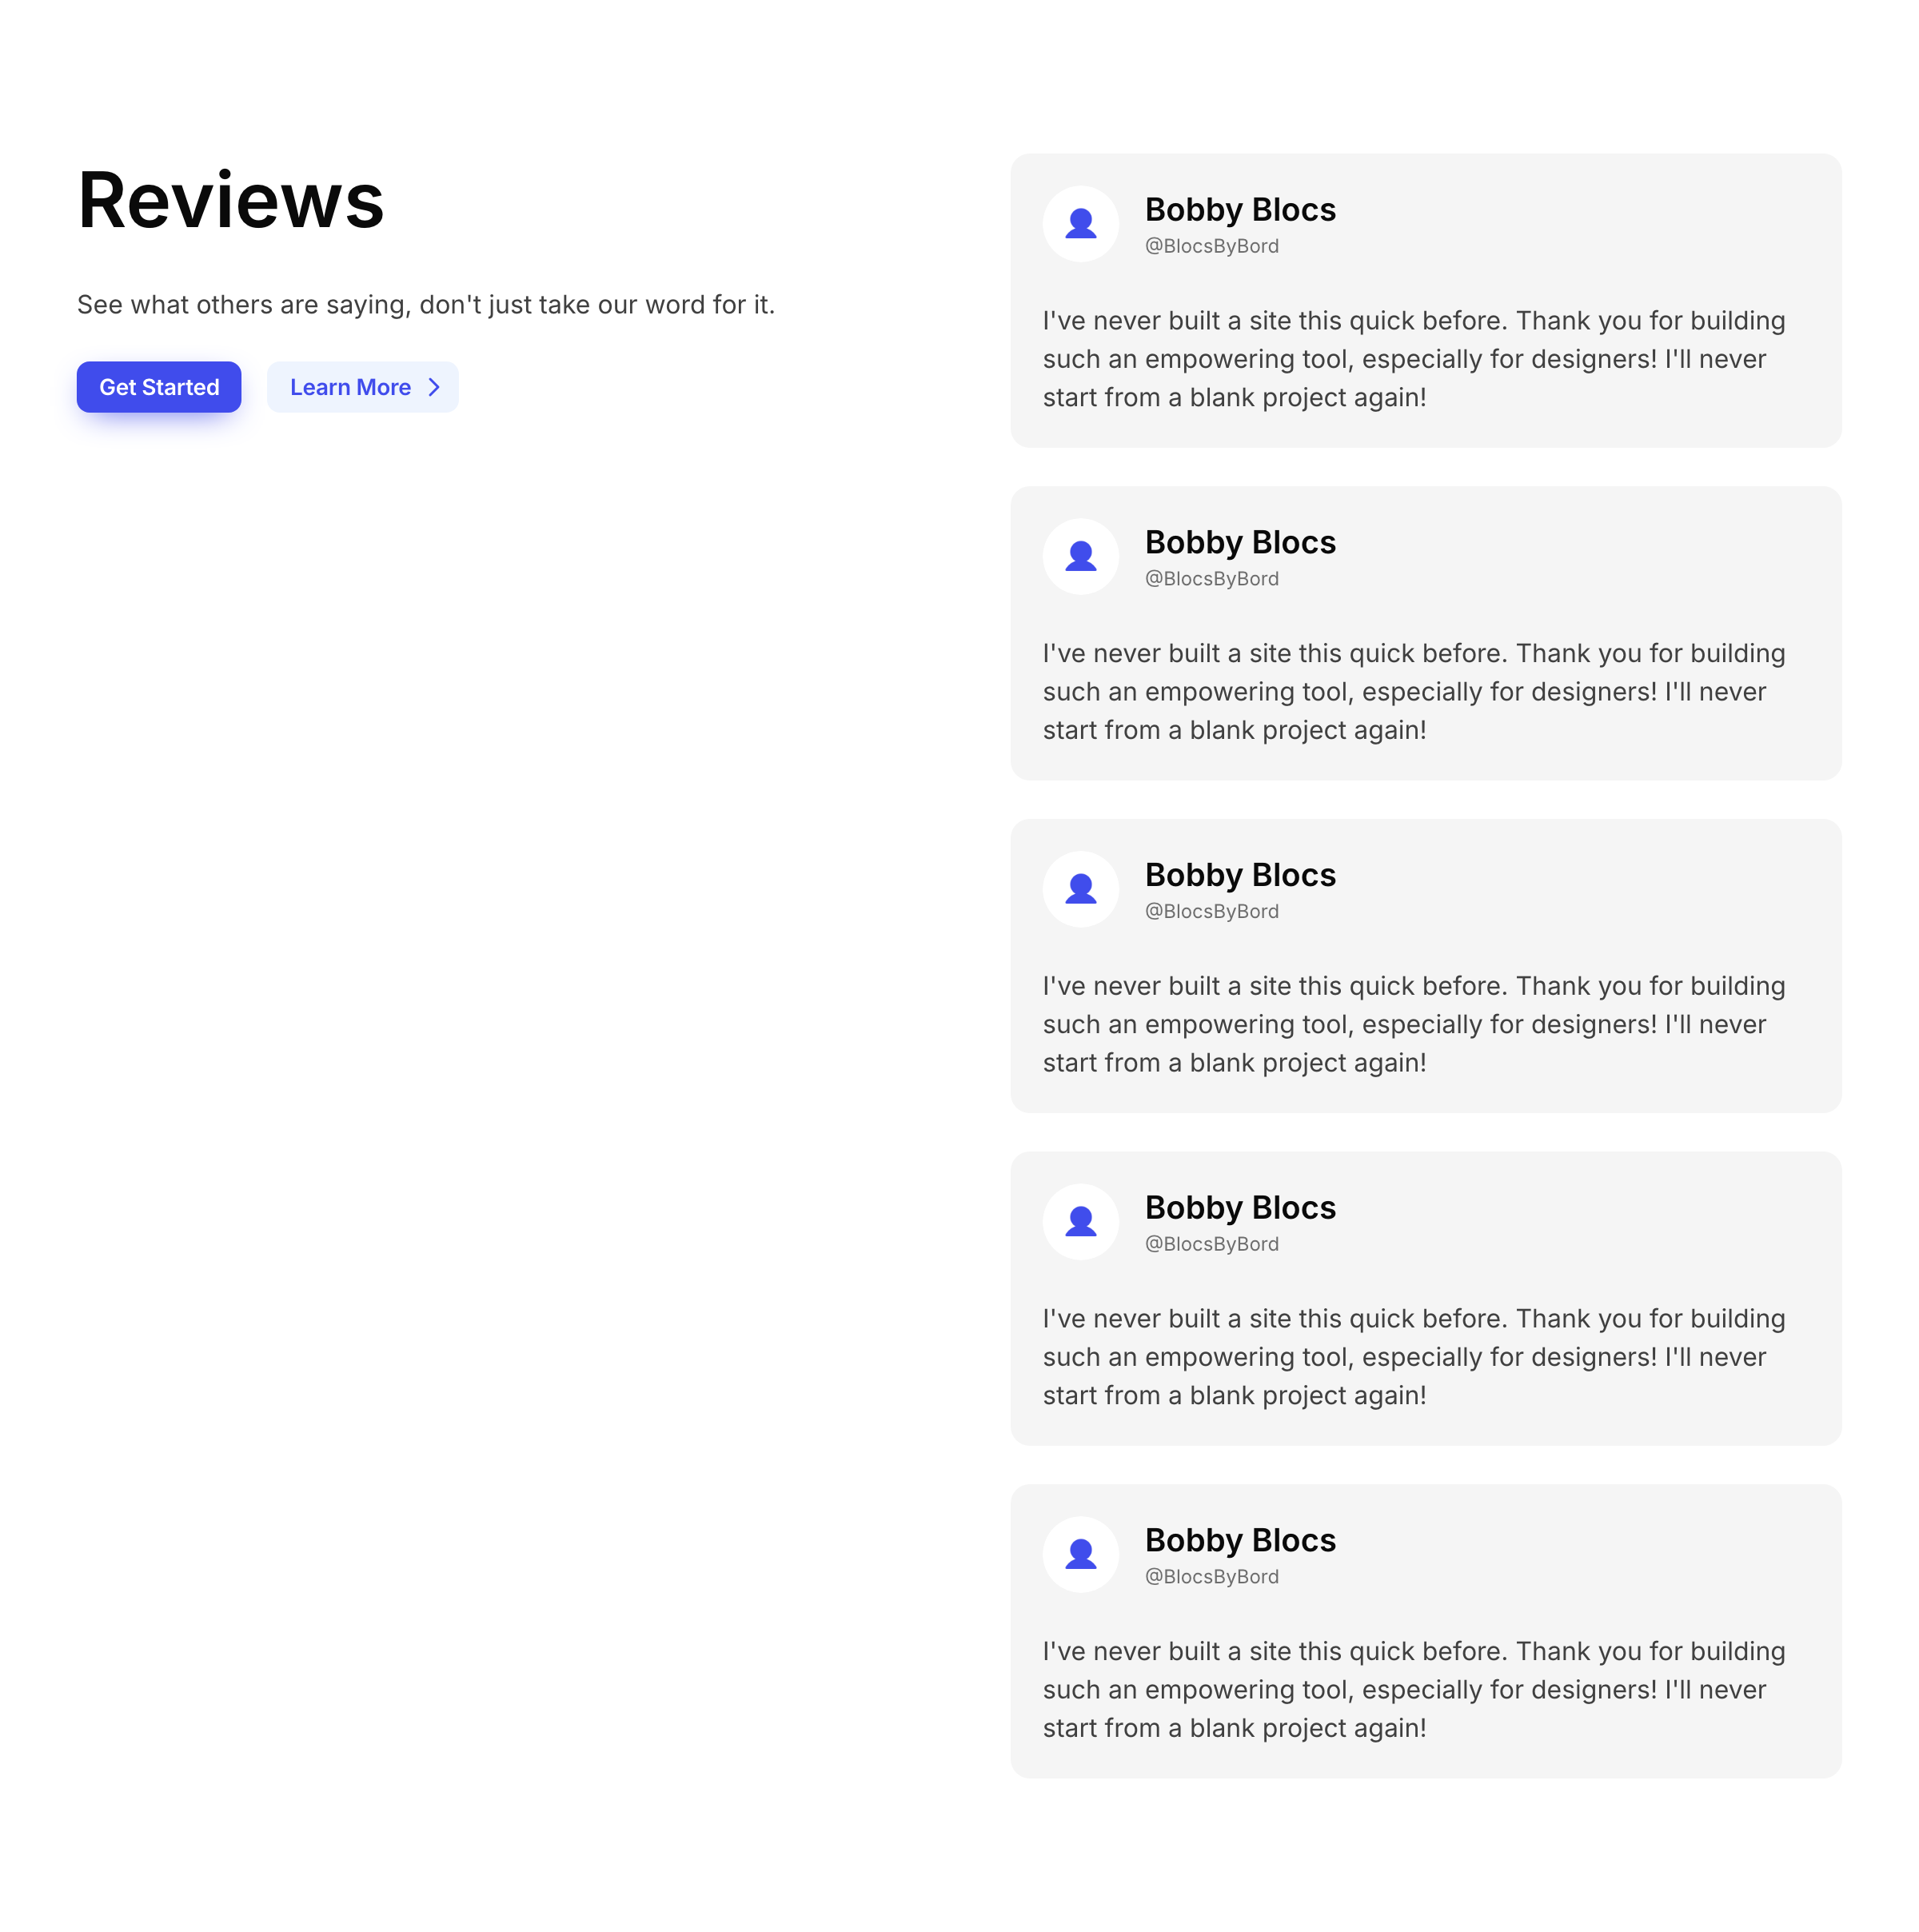 Reviews
See what others are saying, don't just take our word for it.
Get Started
Learn More
Bobby Blocs
@BlocsByBord
I've never built a site this quick before. Thank you for building
such an empowering tool, especially for designers! I'll never
start from a blank project again!
Bobby Blocs
@BlocsByBord
I've never built a site this quick before. Thank you for building
such an empowering tool, especially for designers! I'll never
start from a blank project again!
Bobby Blocs
@BlocsByBord
I've never built a site this quick before. Thank you for building
such an empowering tool, especially for designers! I'll never
start from a blank project again!
Bobby Blocs
@BlocsByBord
I've never built a site this quick before. Thank you for building
such an empowering tool, especially for designers! I'll never
start from a blank project again!
Bobby Blocs
@BlocsByBord
I've never built a site this quick before. Thank you for building
such an empowering tool, especially for designers! I'll never
start from a blank project again!